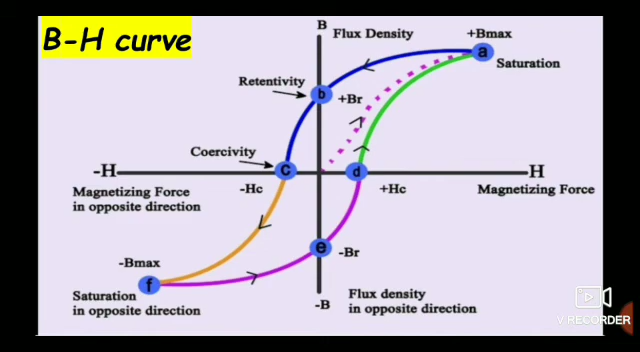 B-H curve
B
Flux Density
+Bmax
a
Saturation
Retentivity
b
+Br
Coercivity
-H
c
d
H
Magnetizing Force
in opposite direction
-Hc
+Hc
Magnetizing Force
e
-Br
-Bmax
f
Saturation
in opposite direction
-B
Flux density
in opposite direction
V.RECORDER